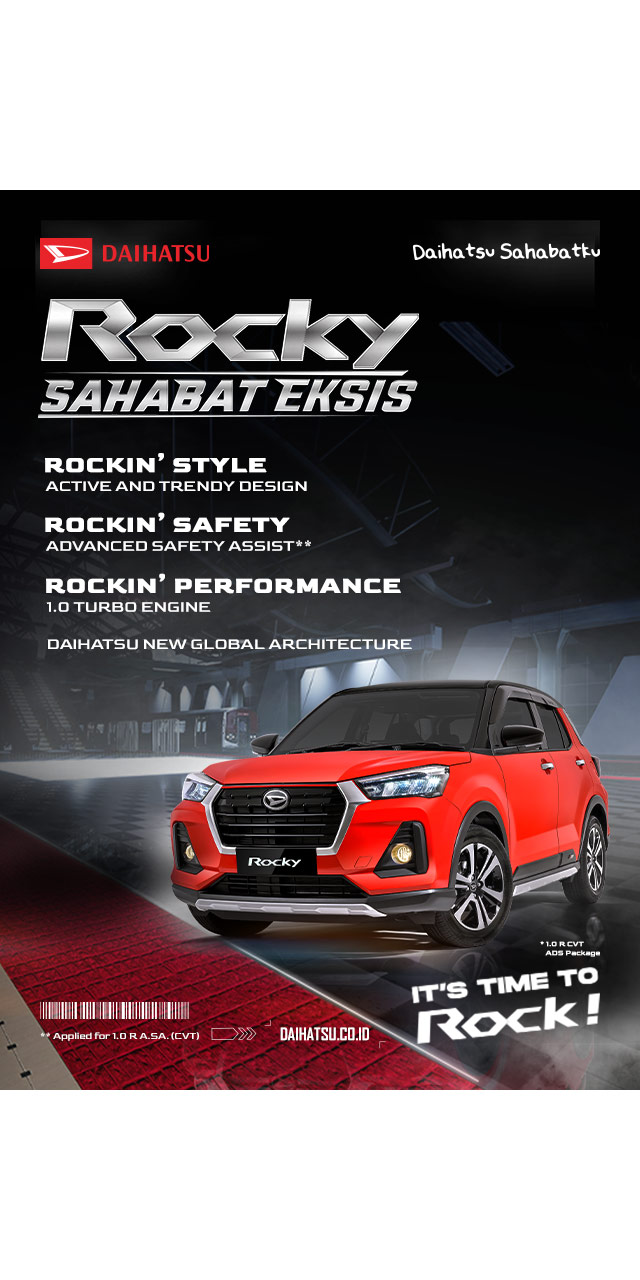 DAIHATSU
Daihatsu Sahabatku
Rocky
SAHABAT EKSIS
ROCKIN’ STYLE
ACTIVE AND TRENDY DESIGN
ROCKIN’ SAFETY
ADVANCED SAFETY ASSIST**
ROCKIN’ PERFORMANCE
1.0 TURBO ENGINE
DAIHATSU NEW GLOBAL ARCHITECTURE
Rocky
* 1.0 R CVT
ADS Package
IT'S TIME TO
Rock!
** Applied for 1.0 R A.SA. (CVT)
DAIHATSU.CO.ID